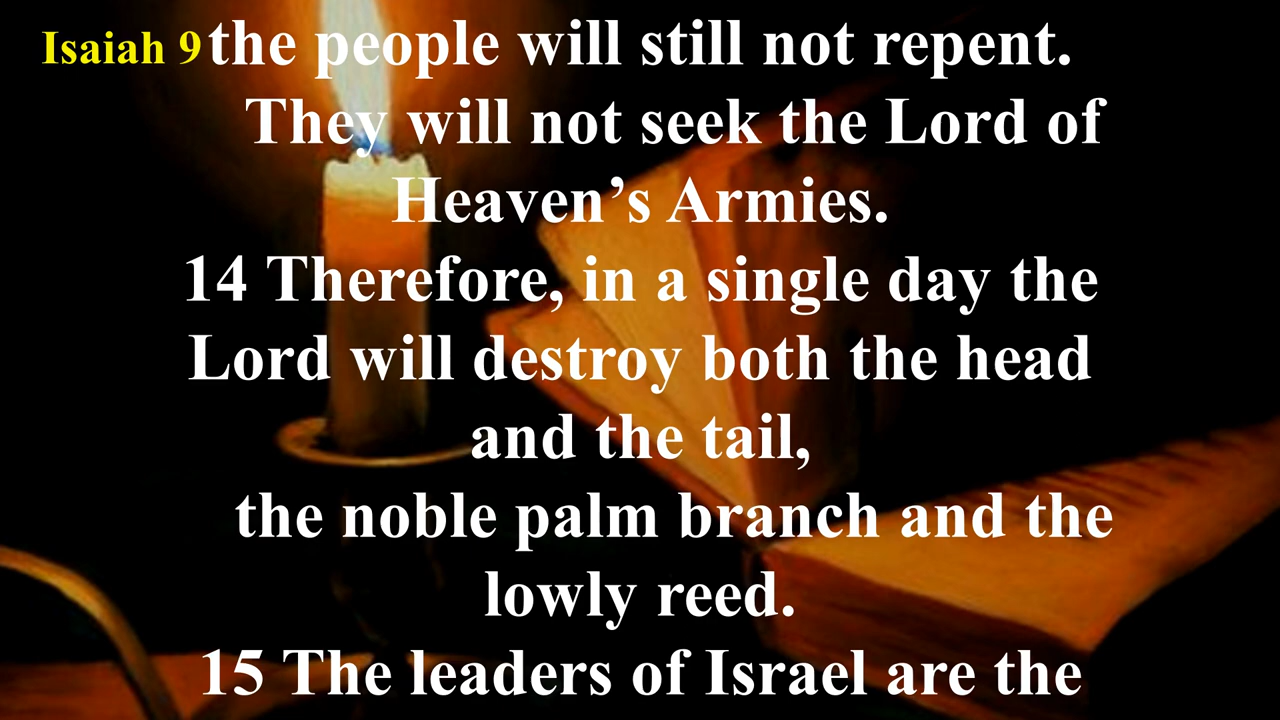 Isaiah 9 the people will still not repent.
They will not seek the Lord of
Heaven’s Armies.
14 Therefore, in a single day the
Lord will destroy both the head
and the tail,
the noble palm branch and the
lowly reed.
15 The leaders of Israel are the